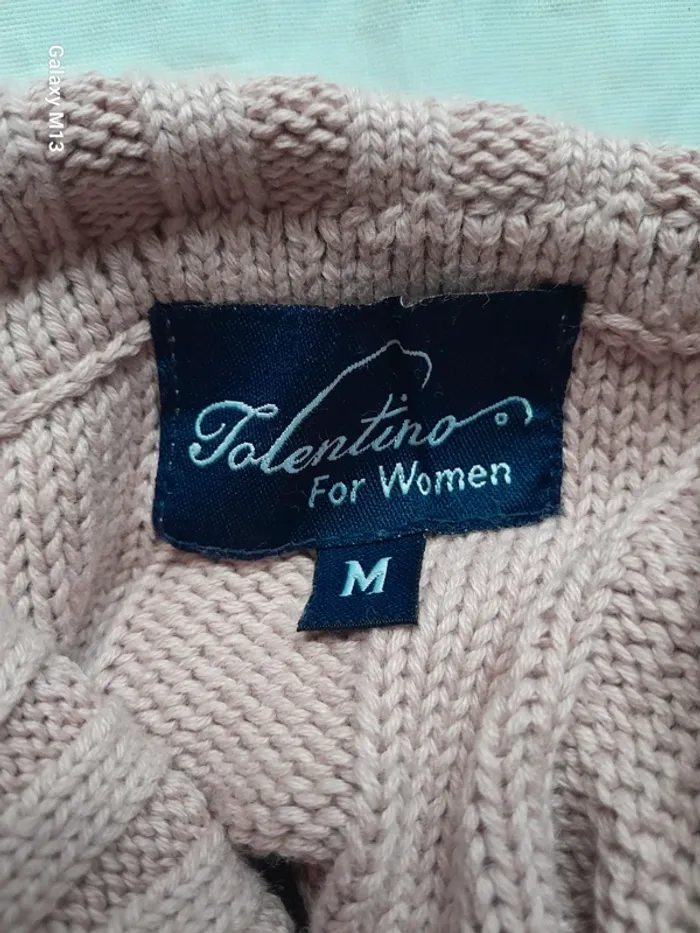 Galaxy M13
Tolentino
For Women
M